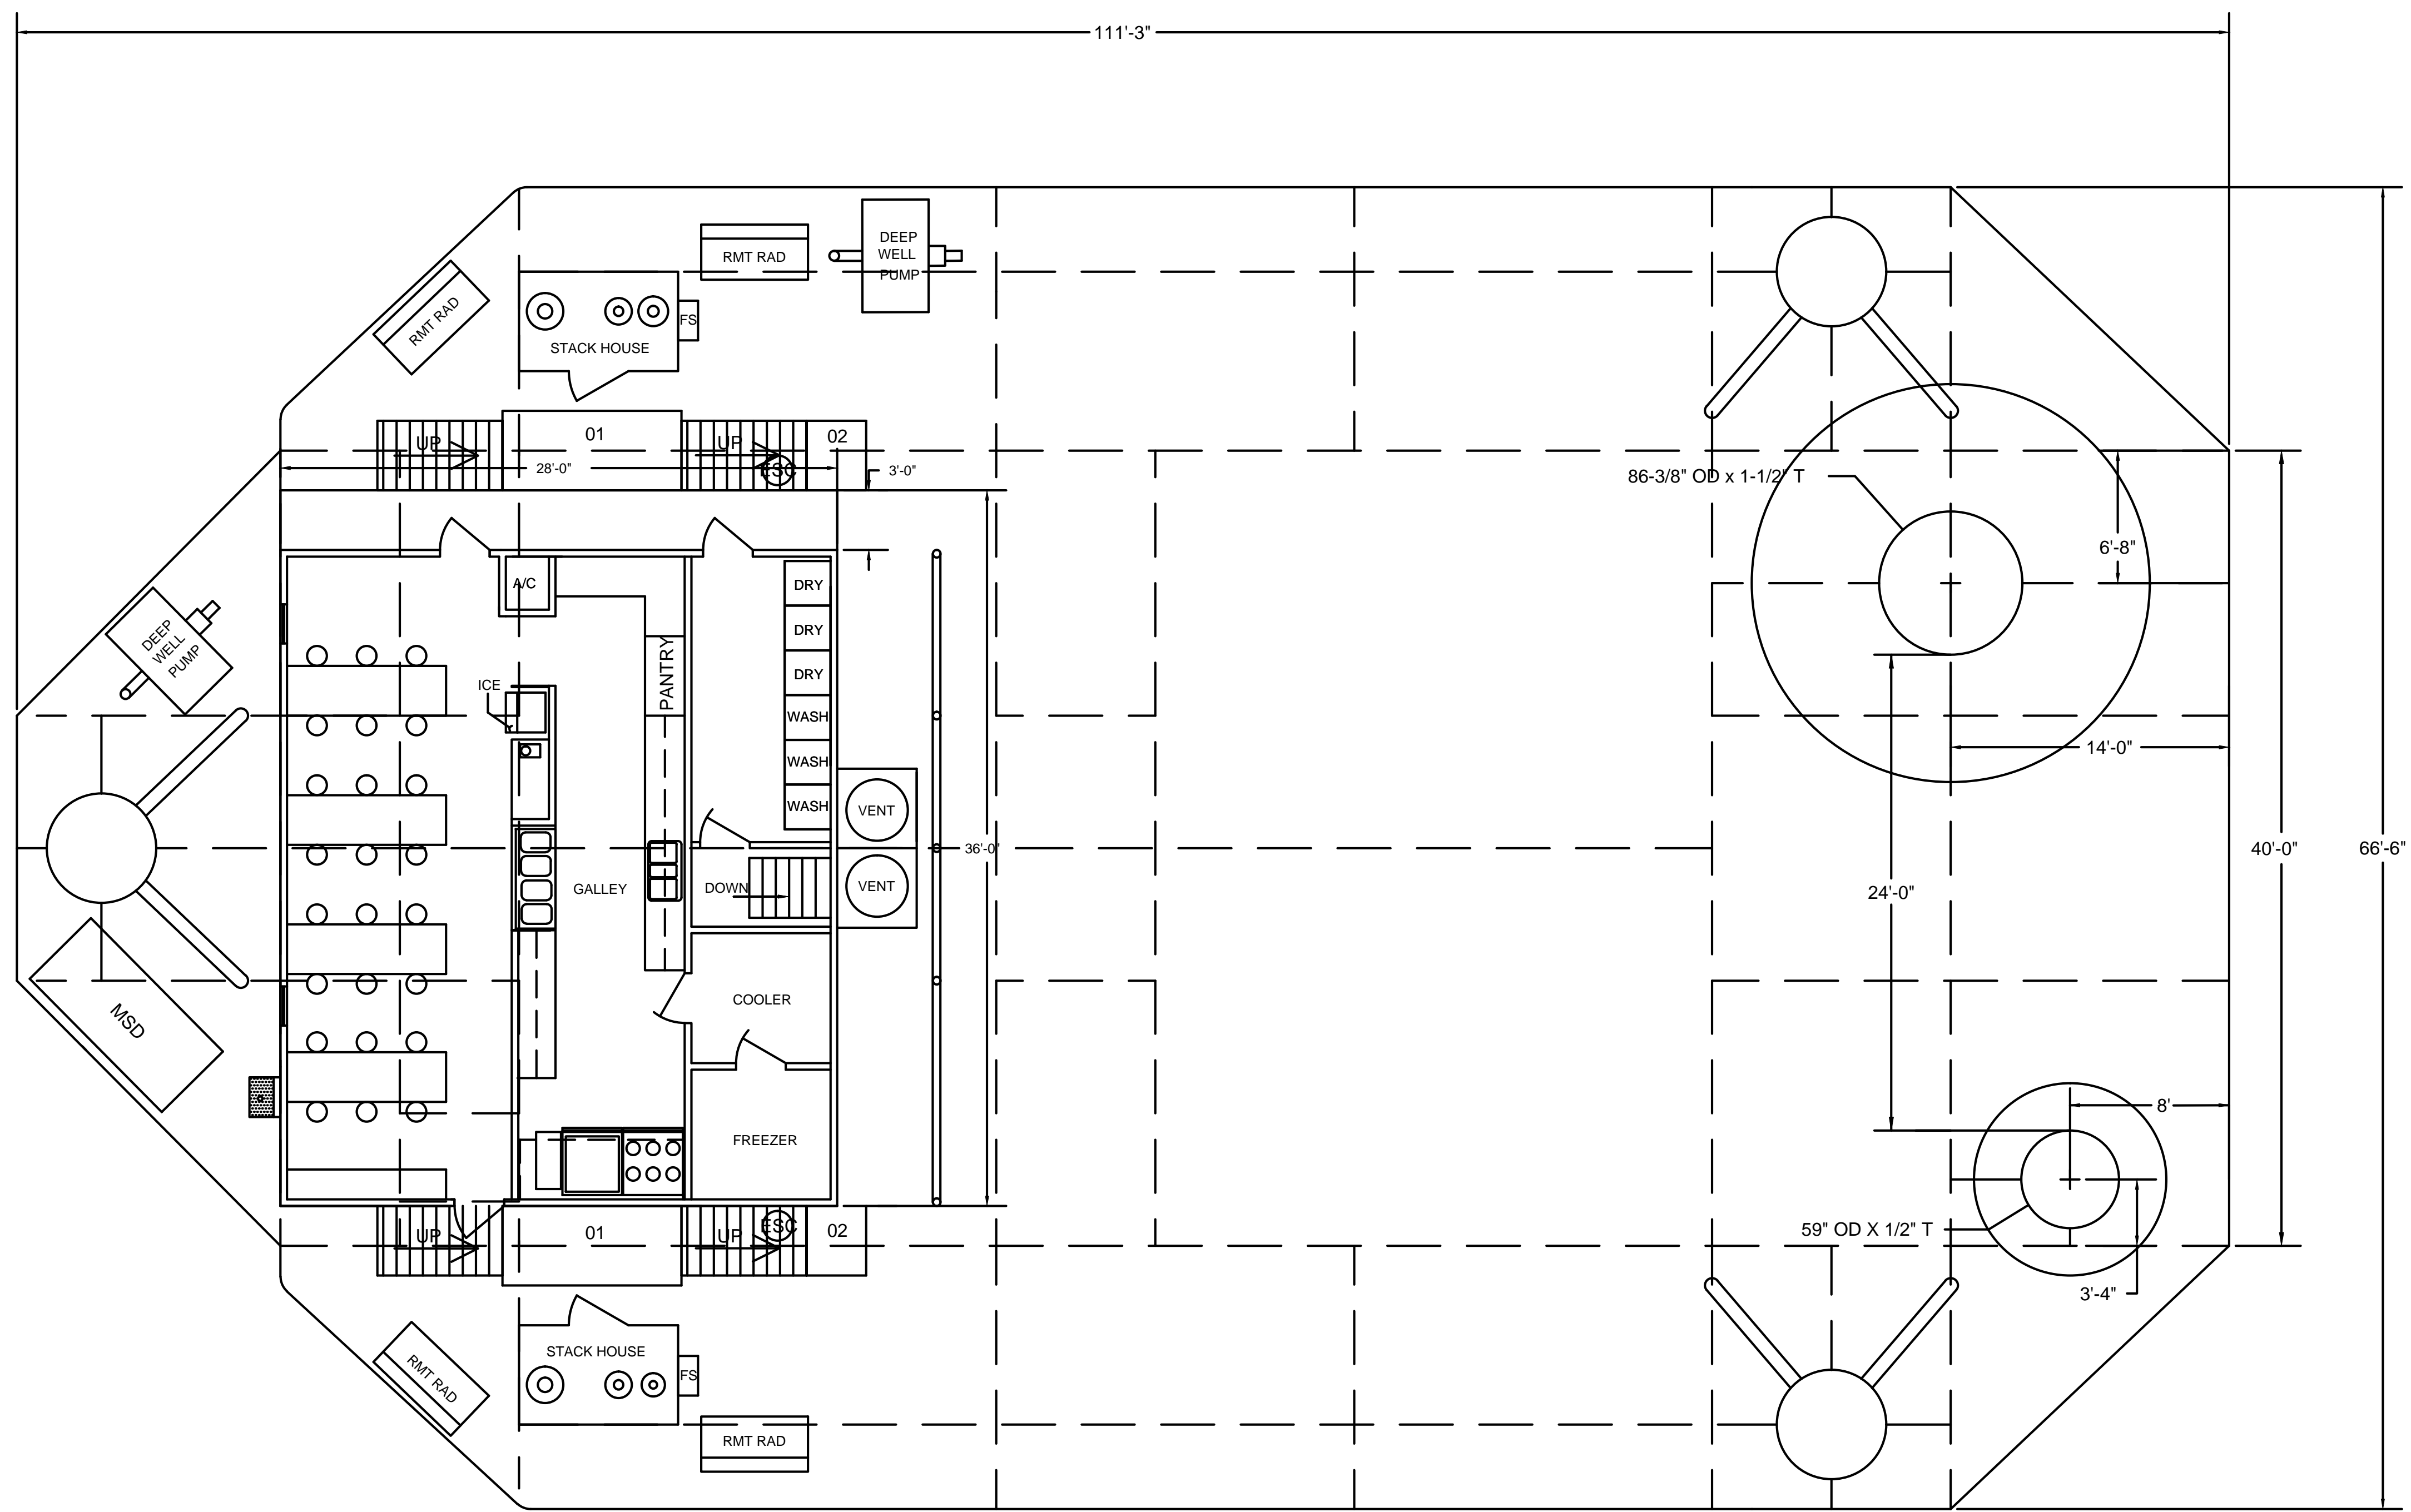 111'-3"
DEEP
WELL
PUMP
RMT RAD
RMT RAD
FS
STACK HOUSE
01
02
UP
UP
ESC
28'-0"
3'-0"
86-3/8" OD x 1-1/2" T
6'-8"
A/C
DRY
DRY
DRY
WASH
WASH
WASH
PANTRY
ICE
DEEP
WELL
PUMP
14'-0"
VENT
VENT
36'-0"
40'-0"
66'-6"
24'-0"
GALLEY
DOWN
COOLER
MSD
FREEZER
8'
59" OD X 1/2" T
3'-4"
UP
01
UP
ESC
02
STACK HOUSE
FS
RMT RAD
RMT RAD